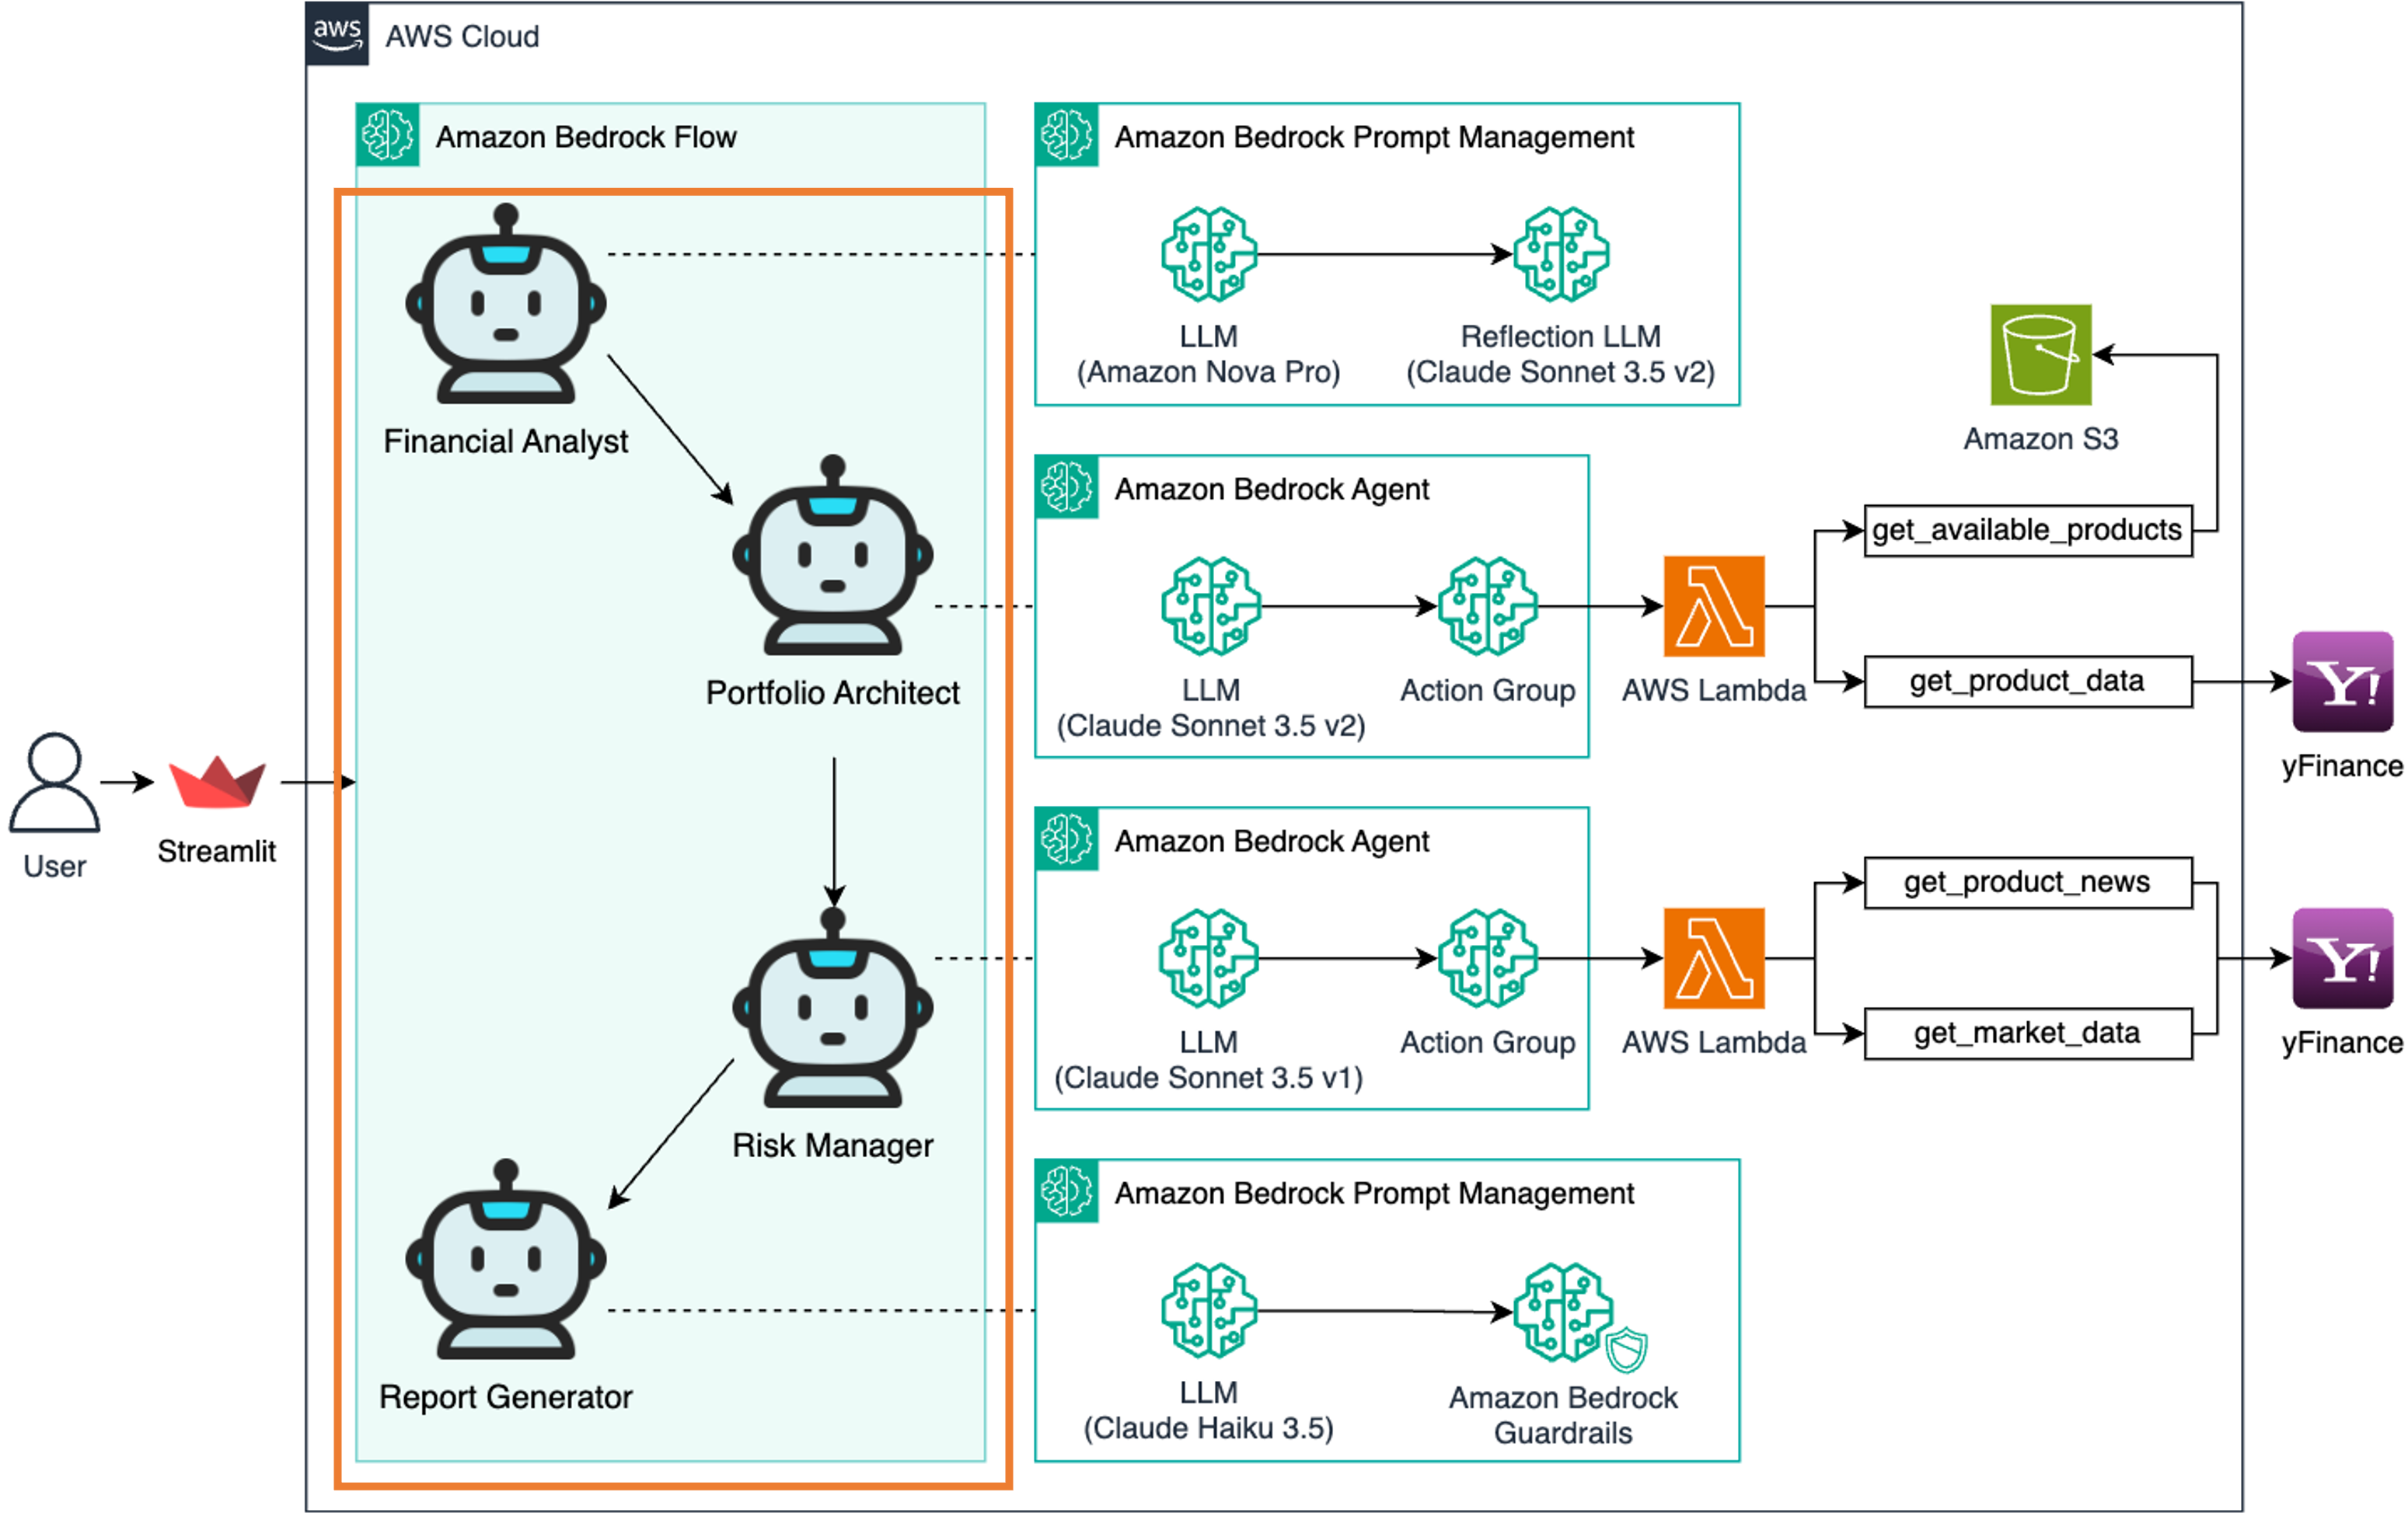 aws
AWS Cloud
Amazon Bedrock Flow
Financial Analyst
Portfolio Architect
Risk Manager
Report Generator
User
Streamlit
Amazon Bedrock Prompt Management
LLM
(Amazon Nova Pro)
Reflection LLM
(Claude Sonnet 3.5 v2)
Amazon Bedrock Agent
LLM
(Claude Sonnet 3.5 v2)
Action Group
AWS Lambda
get_available_products
get_product_data
Amazon S3
Y!
yFinance
Amazon Bedrock Agent
LLM
(Claude Sonnet 3.5 v1)
Action Group
AWS Lambda
get_product_news
get_market_data
Y!
yFinance
Amazon Bedrock Prompt Management
LLM
(Claude Haiku 3.5)
Amazon Bedrock
Guardrails